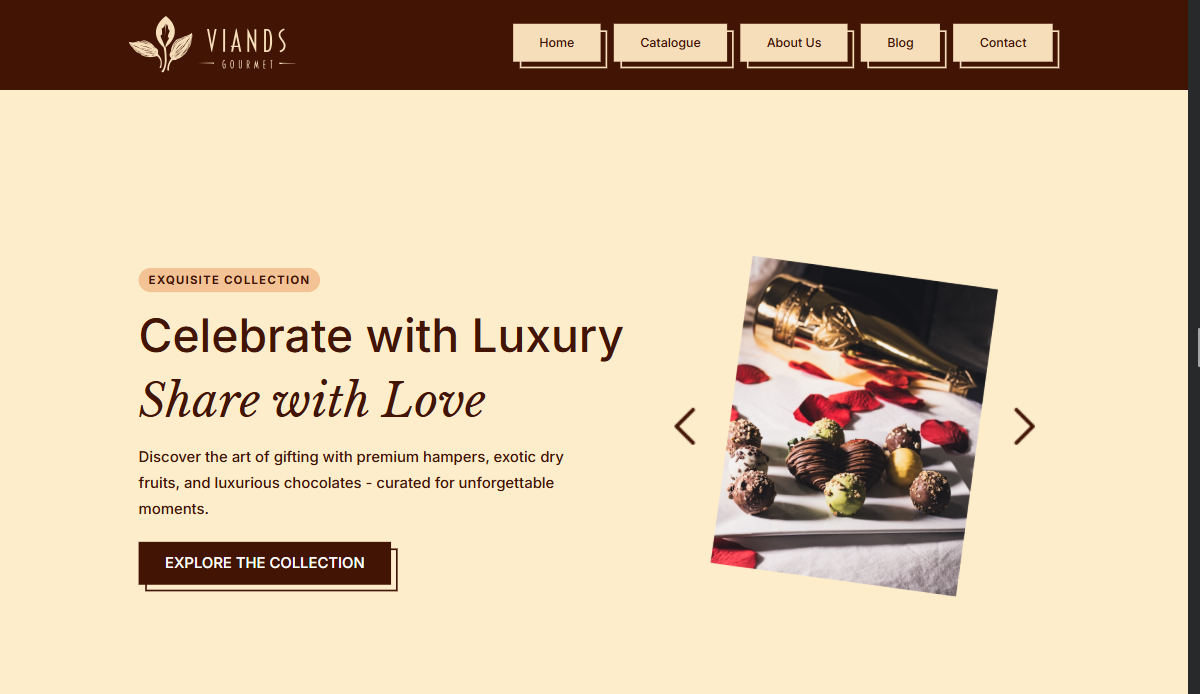 VIANDS
GOURMET
Home
Catalogue
About Us
Blog
Contact
EXQUISITE COLLECTION
Celebrate with Luxury
Share with Love
Discover the art of gifting with premium hampers, exotic dry
fruits, and luxurious chocolates - curated for unforgettable
moments.
EXPLORE THE COLLECTION